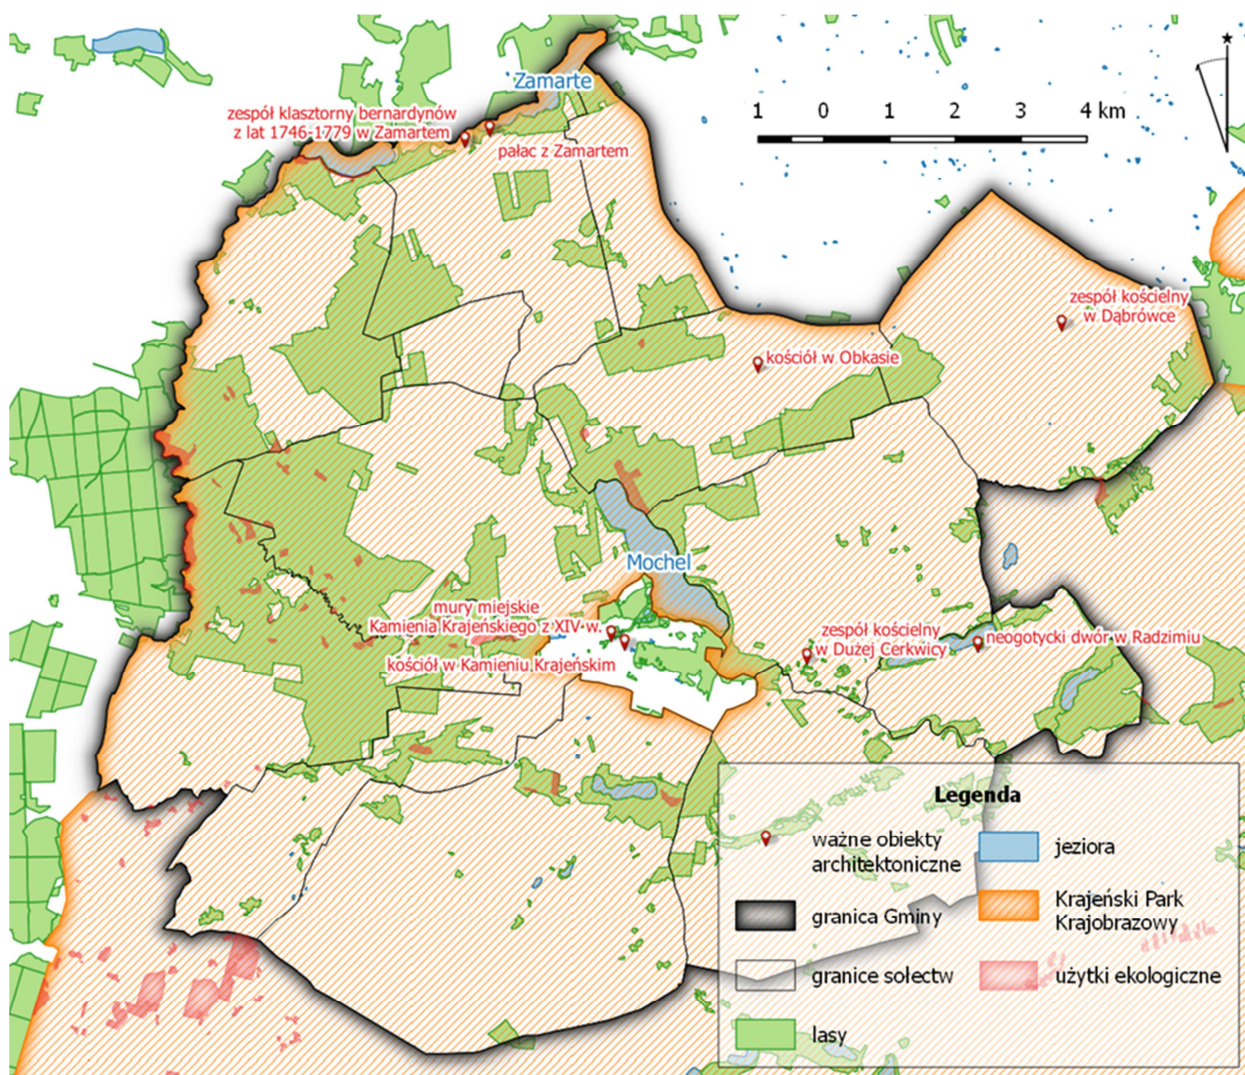 Zamarte
zespół klasztorny bernardynów
z lat 1746-1779 w Zamartem
pałac z Zamartem
1 0 1 2 3 4 km
zespół kościelny
w Dąbrówce
kościół w Obkasie
Mochel
mury miejskie
Kamienia Krajeńskiego z XIV w.
kościół w Kamieniu Krajeńskim
zespół kościelny
w Dużej Cerkwicy
neogotycki dwór w Radzimiu
Legenda
ważne obiekty
architektoniczne
granica Gminy
granice sołectw
lasy
jeziora
Krajeński Park
Krajobrazowy
użytki ekologiczne